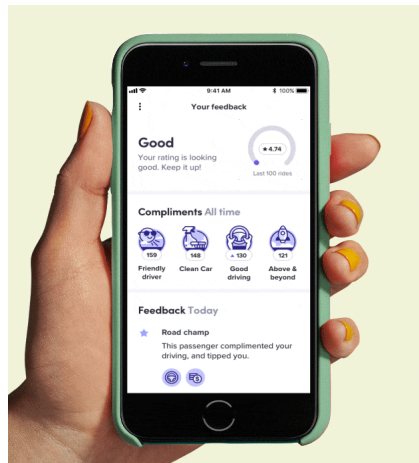 9:41 AM
100%
Your feedback
Good
Your rating is looking
good. Keep it up!
★ 4.74
Last 100 rides
Compliments All time
159
148
▲ 130
121
Friendly
driver
Clean Car
Good
driving
Above &
beyond
Feedback Today
Road champ
This passenger complimented your
driving, and tipped you.